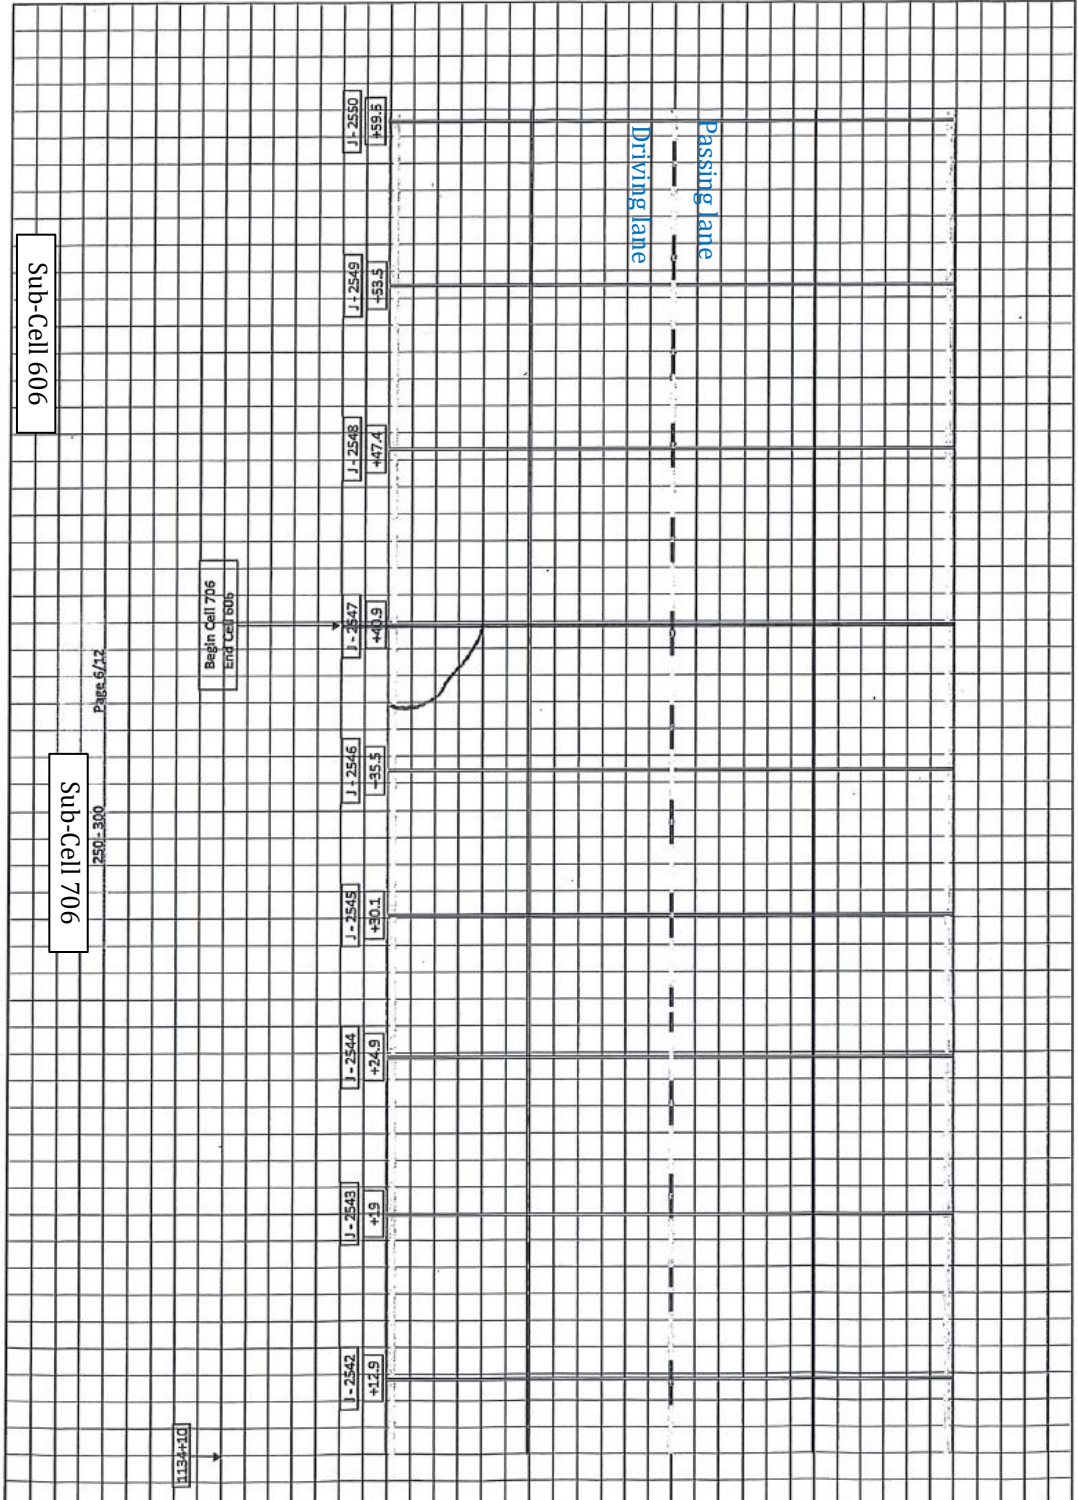 J - 2550
+59.5
J - 2549
+53.5
J - 2548
+47.4
J - 2547
+40.9
J - 2546
+35.5
J - 2545
+30.1
J - 2544
+24.9
J - 2543
+19
J - 2542
+12.9
Passing lane
Driving lane
Begin Cell 706
End Cell 606
1134+10
Page 6/12
250 - 300
Sub-Cell 606
Sub-Cell 706